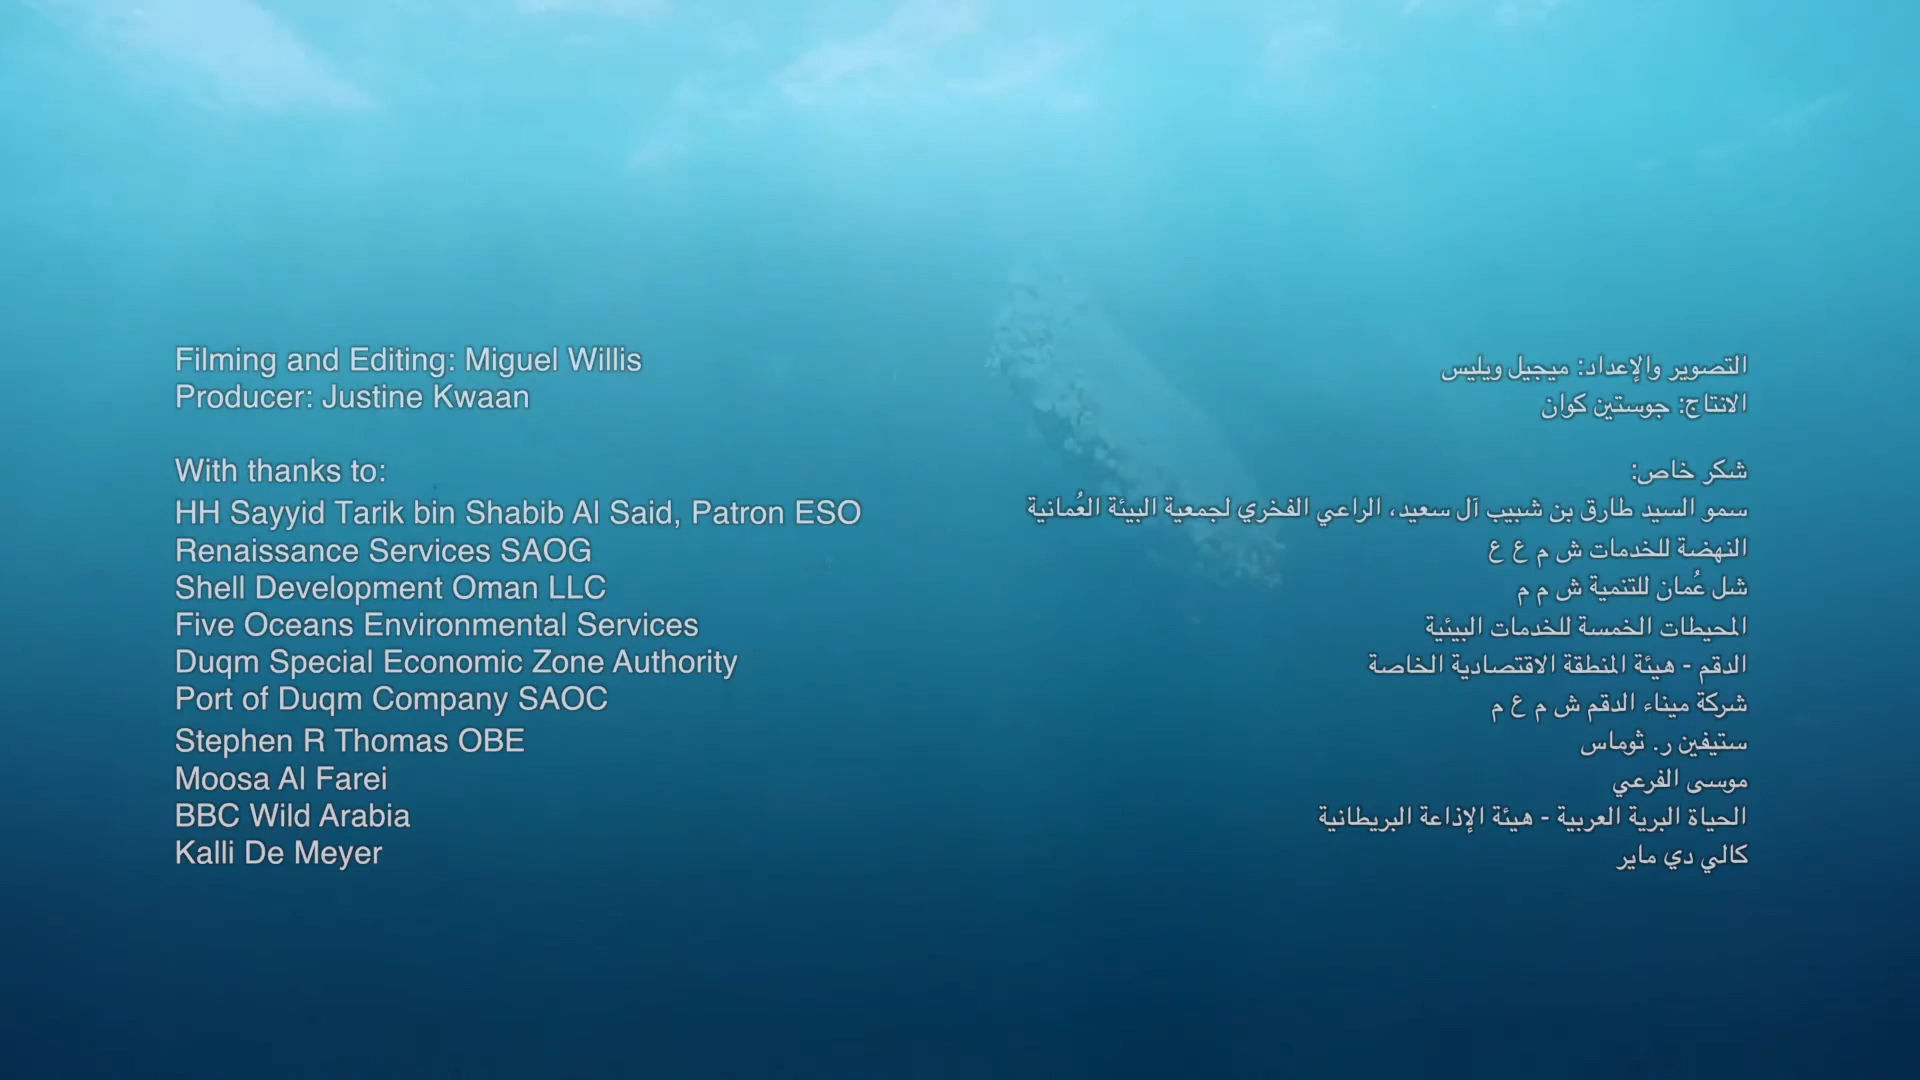 Filming and Editing: Miguel Willis
Producer: Justine Kwaan
With thanks to:
HH Sayyid Tarik bin Shabib Al Said, Patron ESO
Renaissance Services SAOG
Shell Development Oman LLC
Five Oceans Environmental Services
Duqm Special Economic Zone Authority
Port of Duqm Company SAOC
Stephen R Thomas OBE
Moosa Al Farei
BBC Wild Arabia
Kalli De Meyer
التصوير والإعداد: ميجيل ويليس
الانتاج: جوستين كوان
شكر خاص:
سمو السيد طارق بن شبيب آل سعيد، الراعي الفخري لجمعية البيئة العُمانية
النهضة للخدمات ش م ع ع
شل عُمان للتنمية ش م م
المحيطات الخمسة للخدمات البيئية
الدقم - هيئة المنطقة الاقتصادية الخاصة
شركة ميناء الدقم ش م ع م
ستيفين ر. ثوماس
موسى الفرعي
الحياة البرية العربية - هيئة الإذاعة البريطانية
كالي دي ماير